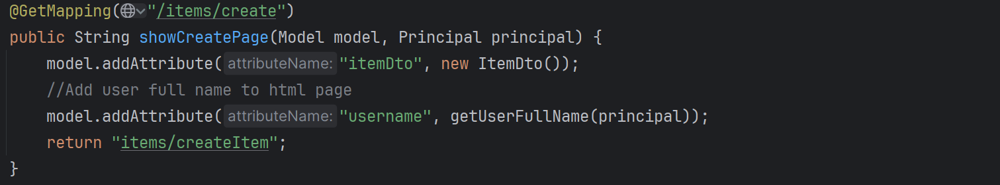 @GetMapping("/items/create")
public String showCreatePage(Model model, Principal principal) {
model.addAttribute( attributeName: "itemDto", new ItemDto());
//Add user full name to html page
model.addAttribute( attributeName: "username", getUserFullName(principal));
return "items/createItem";
}